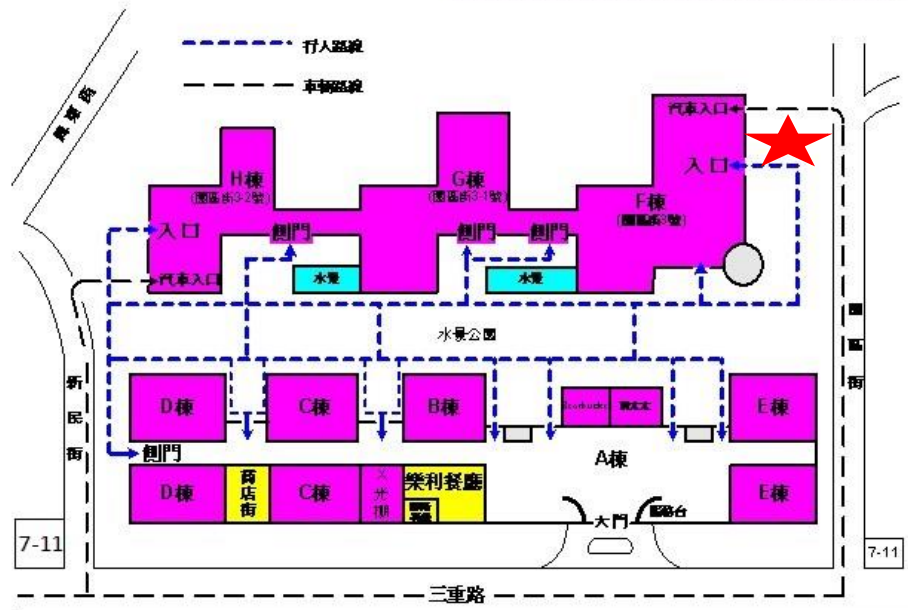 行人路線
車輛路線
興東街
汽車入口
H棟
(園區街3-2號)
G棟
(園區街3-1號)
入口
F棟
(園區街3號)
入口
側門
側門
側門
汽車入口
水景
水景
水景公園
園區街
新民街
D棟
C棟
B棟
E棟
側門
A棟
D棟
商店街
C棟
樂利餐廳
E棟
大門
服務台
7-11
7-11
三重路